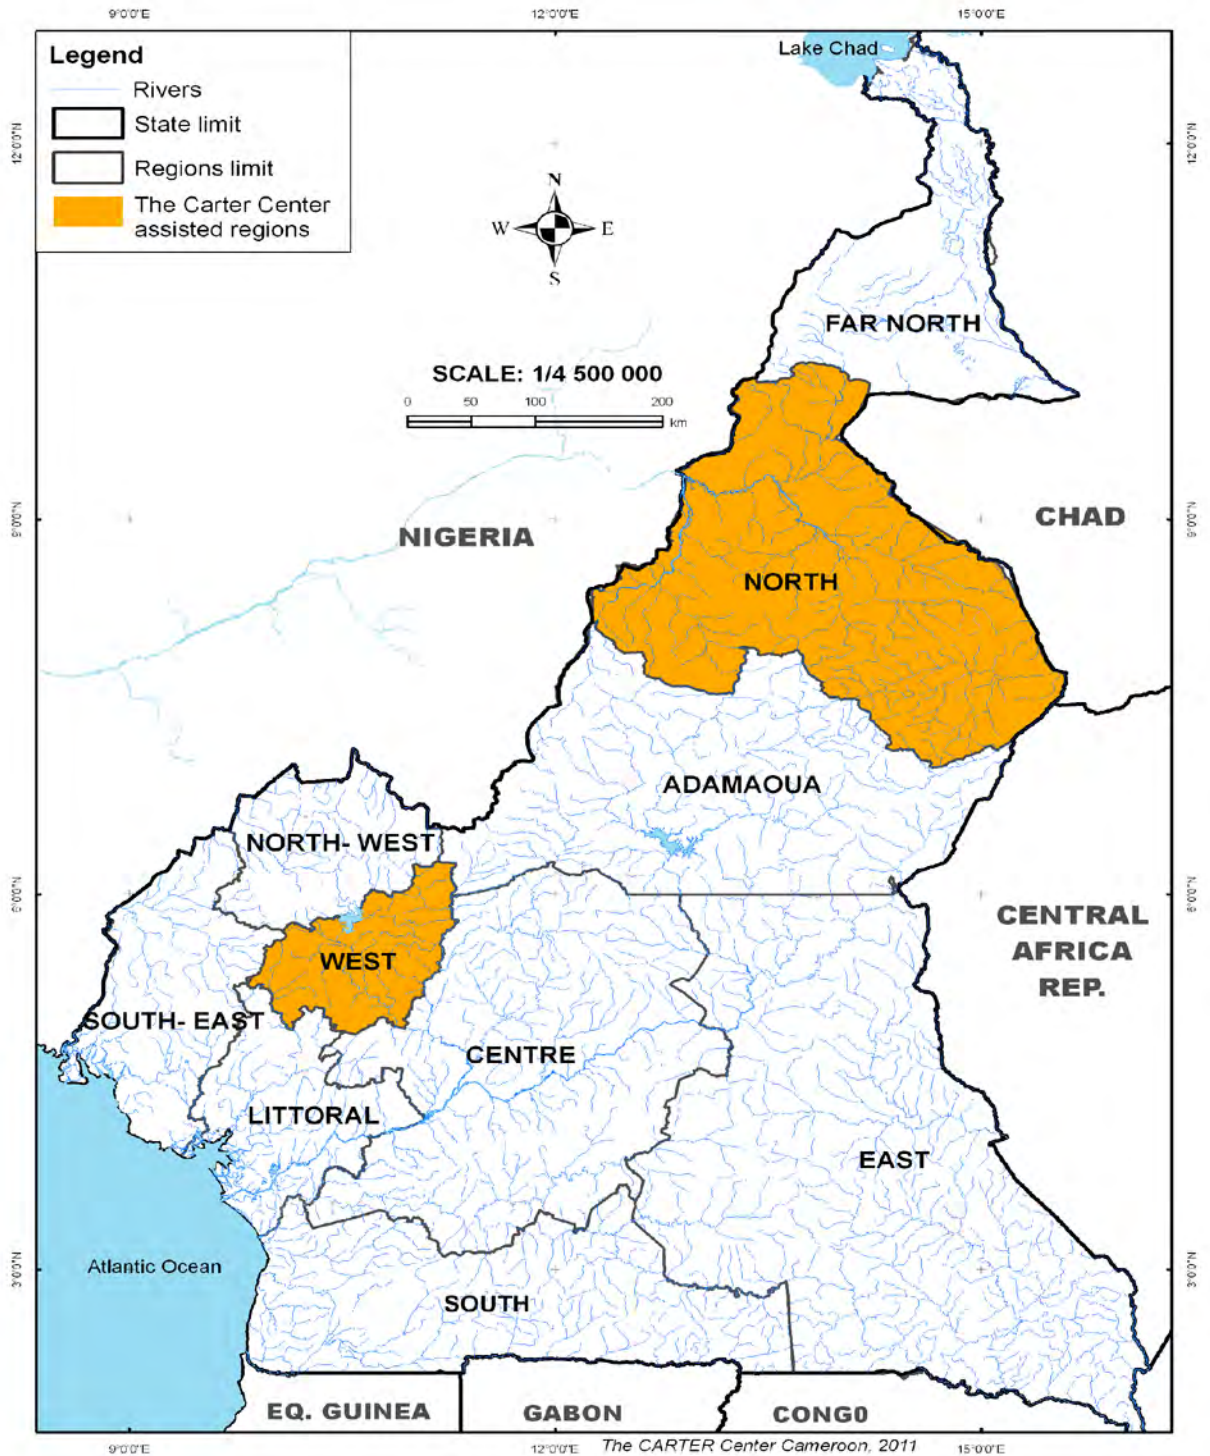 9°0'0"E 12°0'0"E 15°0'0"E
Legend
Rivers
State limit
Regions limit
The Carter Center
assisted regions
Lake Chad
12°0'0"N
12°0'0"N
N
W E
S
FAR NORTH
SCALE: 1/4 500 000
0 50 100 200
km
9°0'0"N
9°0'0"N
CHAD
NIGERIA
NORTH
ADAMAOUA
NORTH- WEST
6°0'0"N
6°0'0"N
CENTRAL
AFRICA
REP.
WEST
SOUTH- EAST
CENTRE
LITTORAL
EAST
Atlantic Ocean
3°0'0"N
3°0'0"N
SOUTH
EQ. GUINEA
GABON
CONGO
9°0'0"E 12°0'0"E 15°0'0"E
The CARTER Center Cameroon, 2011